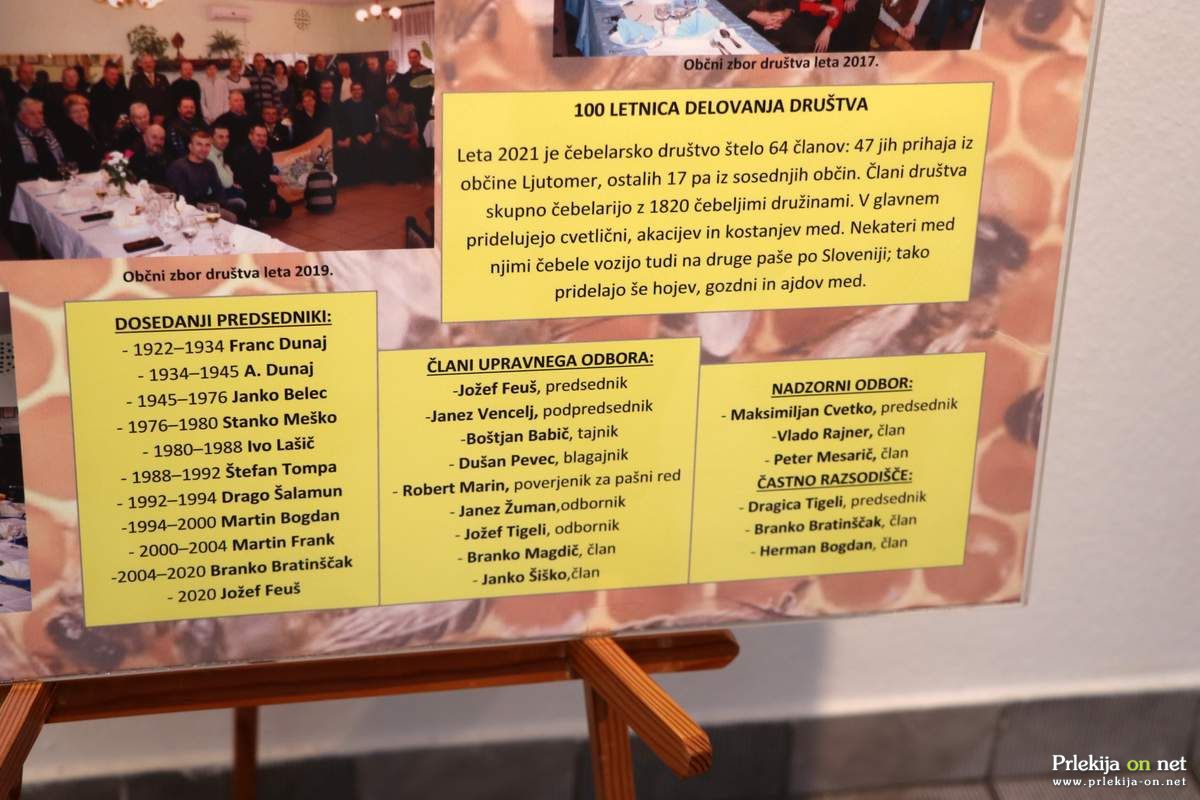 Občni zbor društva leta 2017.
100 LETNICA DELOVANJA DRUŠTVA
Leta 2021 je čebelarsko društvo štelo 64 članov: 47 jih prihaja iz
občine Ljutomer, ostalih 17 pa iz sosednjih občin. Člani društva
skupno čebelarijo z 1820 čebeljimi družinami. V glavnem
pridelujejo cvetlični, akacijev in kostanjev med. Nekateri med
njimi čebele vozijo tudi na druge paše po Sloveniji; tako
pridelajo še hojev, gozdni in ajdov med.
Občni zbor društva leta 2019.
DOSEDANJI PREDSEDNIKI:
- 1922–1934 Franc Dunaj
- 1934–1945 A. Dunaj
- 1945–1976 Janko Belec
- 1976–1980 Stanko Meško
- 1980–1988 Ivo Lašič
- 1988–1992 Štefan Tompa
- 1992–1994 Drago Šalamun
-1994–2000 Martin Bogdan
- 2000–2004 Martin Frank
-2004–2020 Branko Bratinščak
- 2020 Jožef Feuš
ČLANI UPRAVNEGA ODBORA:
-Jožef Feuš, predsednik
-Janez Vencelj, podpredsednik
-Boštjan Babič, tajnik
- Dušan Pevec, blagajnik
- Robert Marin, poverjenik za pašni red
- Janez Žuman,odbornik
- Jožef Tigeli, odbornik
- Branko Magdič, član
- Janko Šiško,član
NADZORNI ODBOR:
- Maksimiljan Cvetko, predsednik
-Vlado Rajner, član
- Peter Mesarič, član
ČASTNO RAZSODIŠČE:
- Dragica Tigeli, predsednik
- Branko Bratinščak, član
- Herman Bogdan, član
Prlekija on net
www.prlekija-on.net